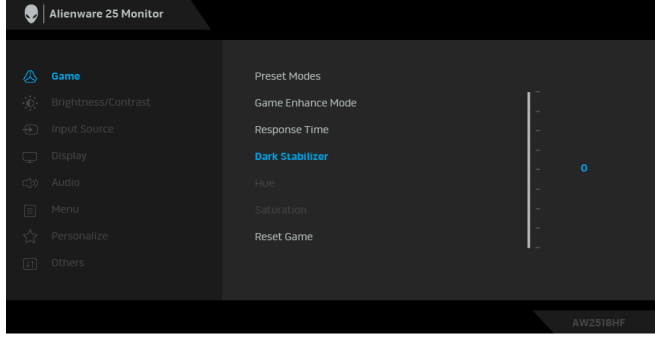 Alienware 25 Monitor
Game
Brightness/Contrast
Input Source
Display
Audio
Menu
Personalize
Others
Preset Modes
Game Enhance Mode
Response Time
Dark Stabilizer
Hue
Saturation
Reset Game
0
AW2518HF